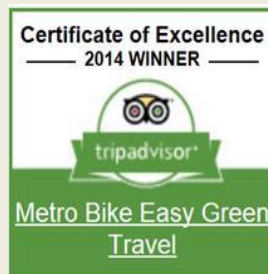 Certificate of Excellence
2014 WINNER
tripadvisor
Metro Bike Easy Green
Travel